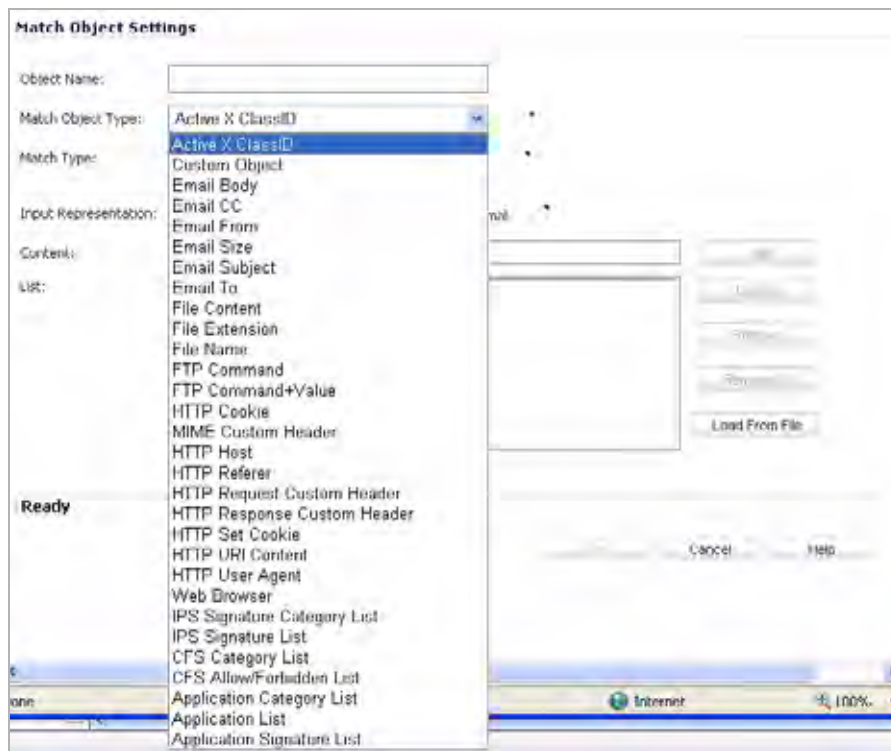 Match Object Settings
Object Name:
Match Object Type:
Active X ClassID
Active X ClassID
Match Type:
Custom Object
Email Body
Email CC
Input Representation:
Email From
Email Size
Content:
Email Subject
List:
Email To
File Content
File Extension
File Name
FTP Command
FTP Command+Value
HTTP Cookie
Load From File
MIME Custom Header
HTTP Host
HTTP Referer
HTTP Request Custom Header
Ready
HTTP Response Custom Header
HTTP Set Cookie
HTTP URI Content
Cancel
Help
HTTP User Agent
Web Browser
IPS Signature Category List
IPS Signature List
CFS Category List
CFS Allow/Forbidden List
Application Category List
Internet
100%
Application List
Application Signature List